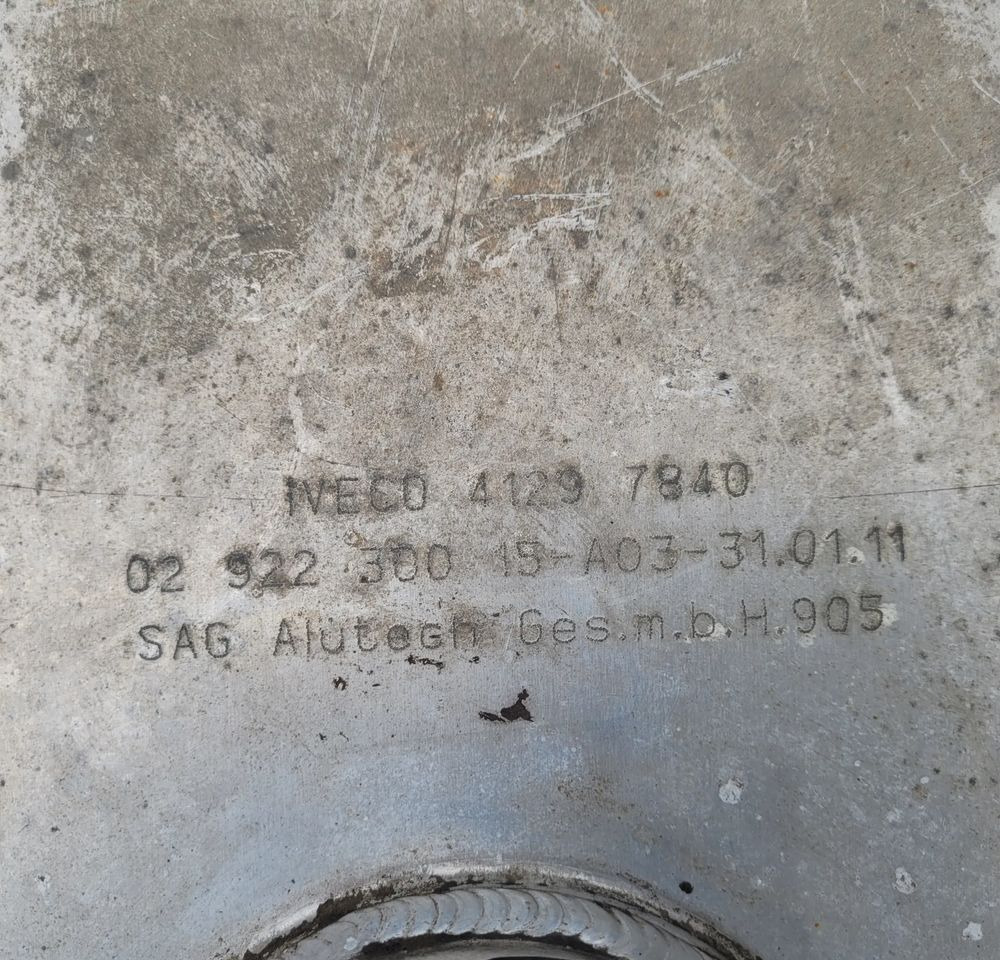 IVECO 4129 7840
02 922 300 15-A03-31.01.11
SAG Alutech Ges.m.b.H.905